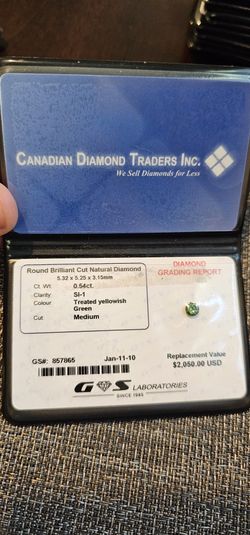 CANADIAN DIAMOND TRADERS INC.
We Sell Diamonds for Less
Round Brilliant Cut Natural Diamond
5.32 x 5.25 x 3.15mm
Ct. Wt: 0.54ct.
Clarity SI-1
Colour Treated yellowish
Green
Cut Medium
DIAMOND
GRADING REPORT
GS#: 857865 Jan-11-10
Replacement Value
$2,050.00 USD
G S LABORATORIES
SINCE 1945